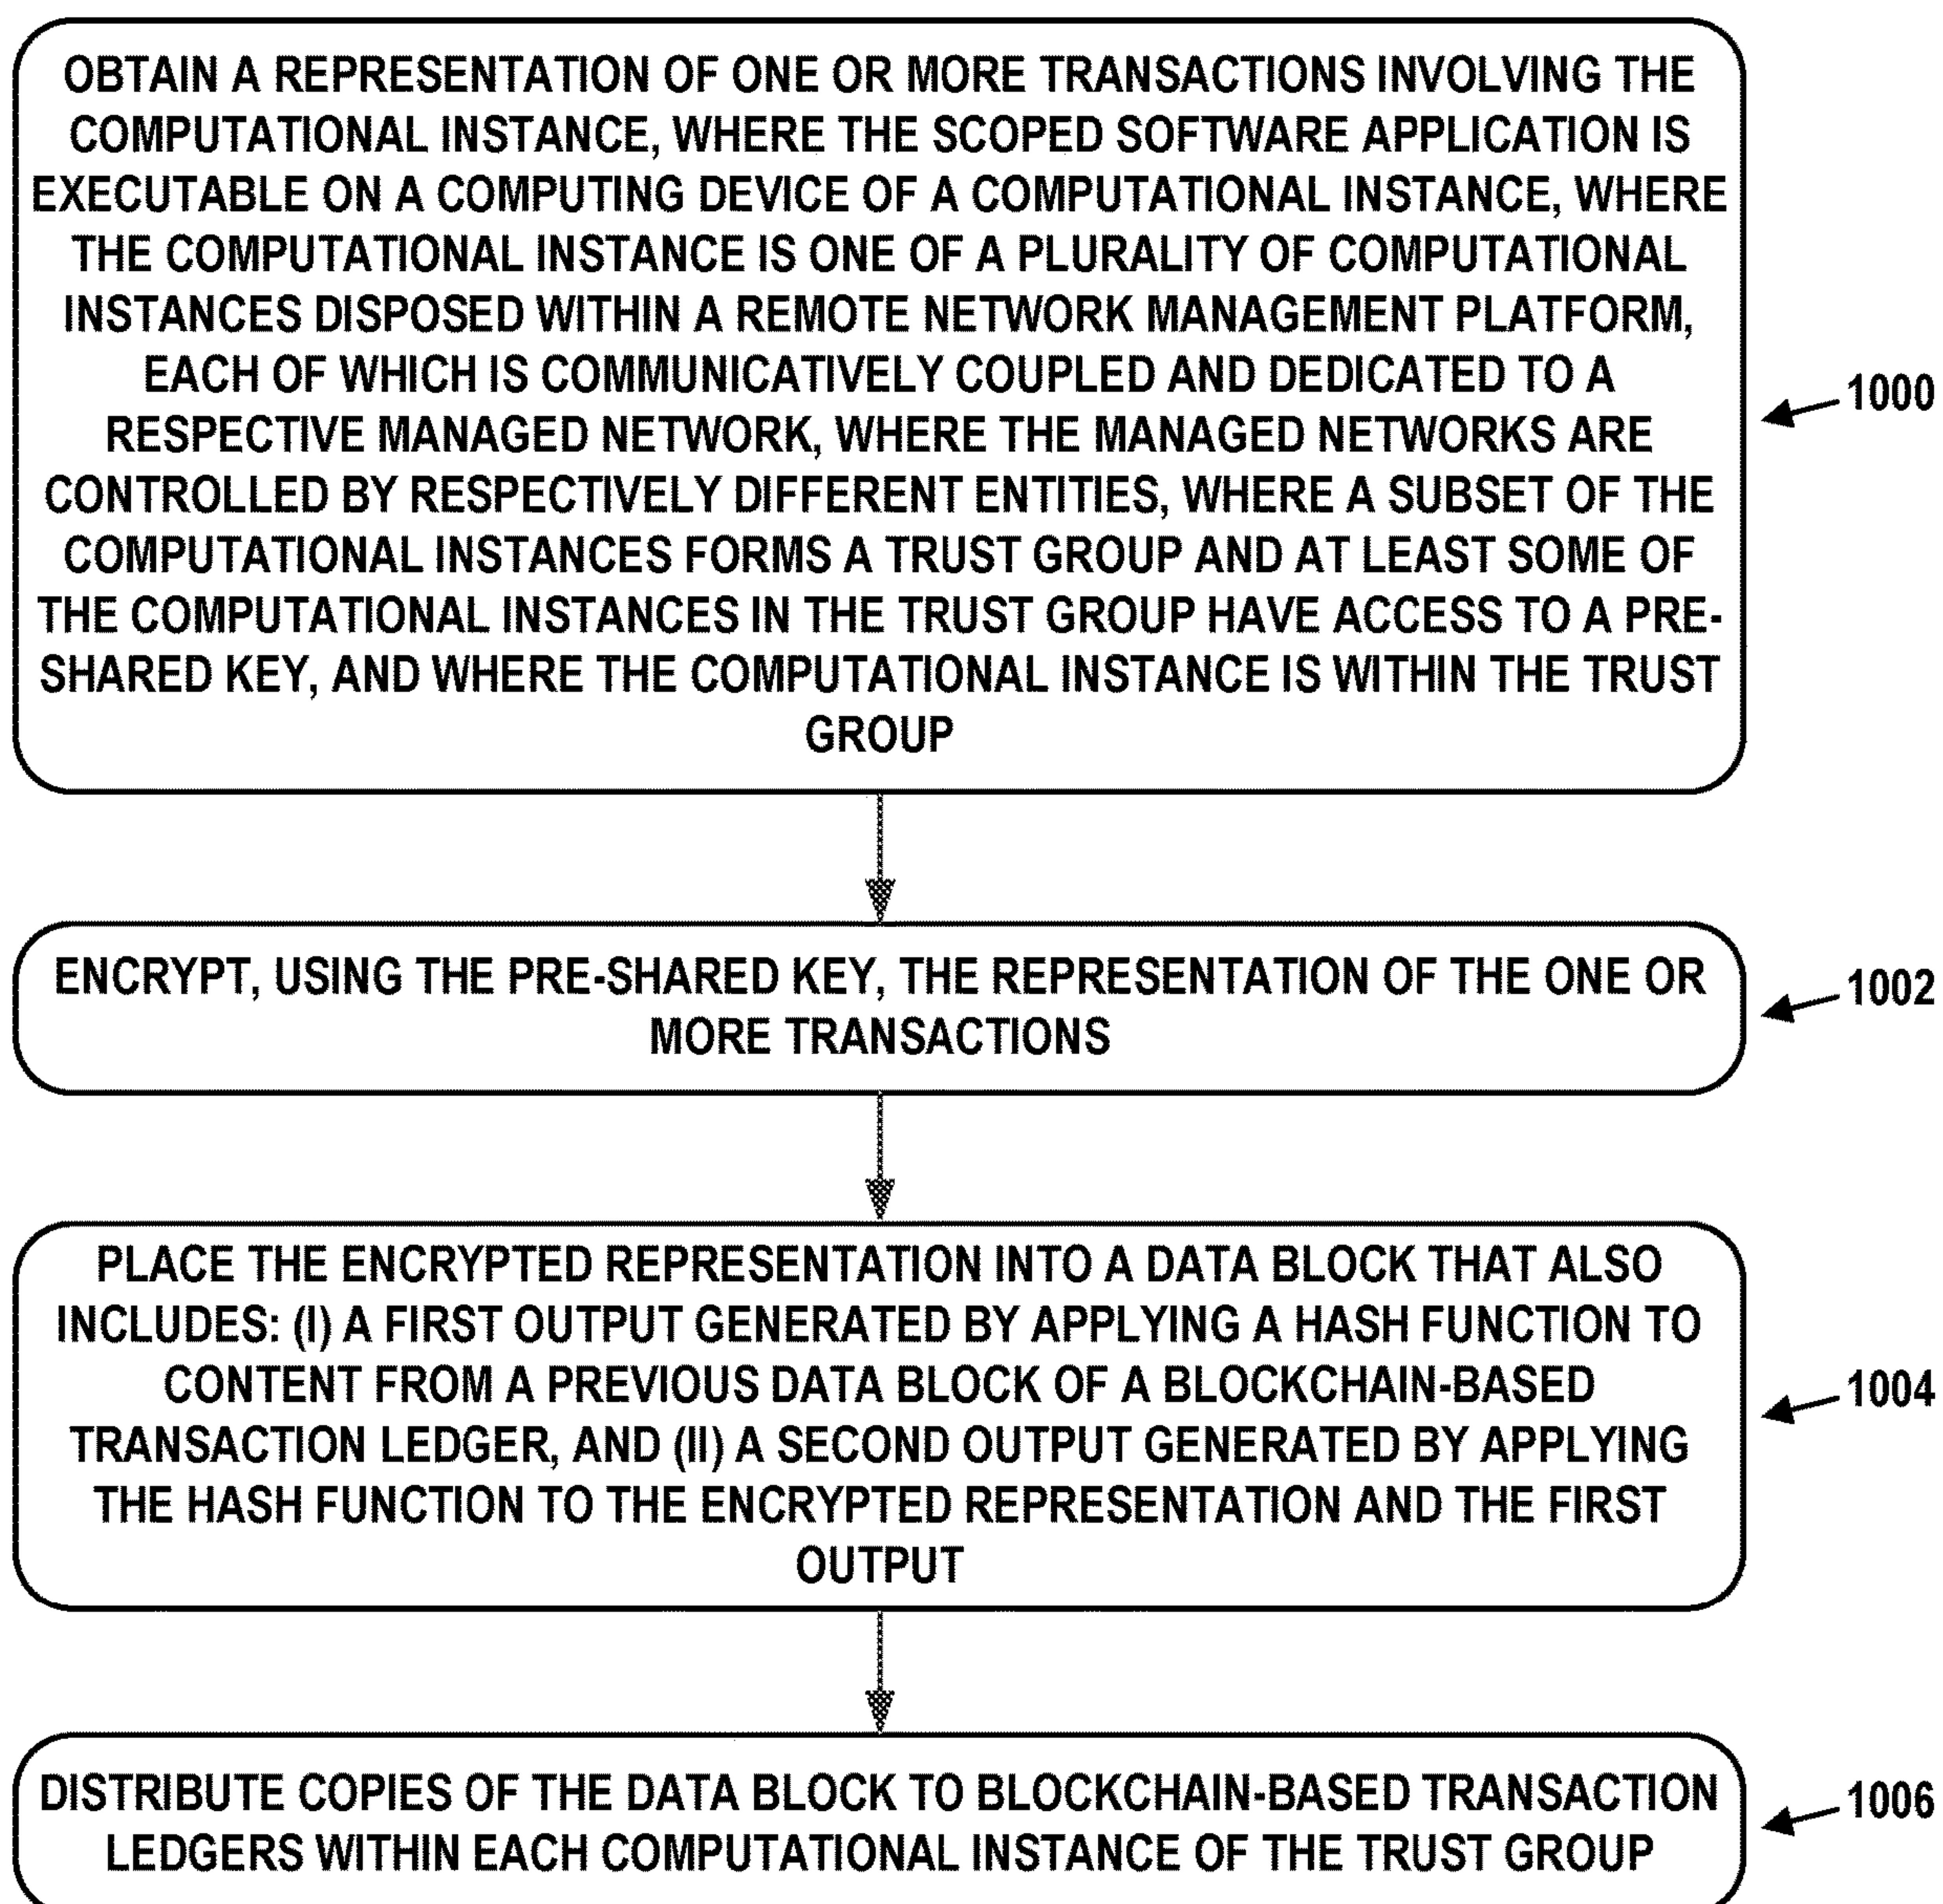 OBTAIN A REPRESENTATION OF ONE OR MORE TRANSACTIONS INVOLVING THE
COMPUTATIONAL INSTANCE, WHERE THE SCOPED SOFTWARE APPLICATION IS
EXECUTABLE ON A COMPUTING DEVICE OF A COMPUTATIONAL INSTANCE, WHERE
THE COMPUTATIONAL INSTANCE IS ONE OF A PLURALITY OF COMPUTATIONAL
INSTANCES DISPOSED WITHIN A REMOTE NETWORK MANAGEMENT PLATFORM,
EACH OF WHICH IS COMMUNICATIVELY COUPLED AND DEDICATED TO A
RESPECTIVE MANAGED NETWORK, WHERE THE MANAGED NETWORKS ARE
CONTROLLED BY RESPECTIVELY DIFFERENT ENTITIES, WHERE A SUBSET OF THE
COMPUTATIONAL INSTANCES FORMS A TRUST GROUP AND AT LEAST SOME OF
THE COMPUTATIONAL INSTANCES IN THE TRUST GROUP HAVE ACCESS TO A PRE-
SHARED KEY, AND WHERE THE COMPUTATIONAL INSTANCE IS WITHIN THE TRUST
GROUP
1000
ENCRYPT, USING THE PRE-SHARED KEY, THE REPRESENTATION OF THE ONE OR
MORE TRANSACTIONS
1002
PLACE THE ENCRYPTED REPRESENTATION INTO A DATA BLOCK THAT ALSO
INCLUDES: (I) A FIRST OUTPUT GENERATED BY APPLYING A HASH FUNCTION TO
CONTENT FROM A PREVIOUS DATA BLOCK OF A BLOCKCHAIN-BASED
TRANSACTION LEDGER, AND (II) A SECOND OUTPUT GENERATED BY APPLYING
THE HASH FUNCTION TO THE ENCRYPTED REPRESENTATION AND THE FIRST
OUTPUT
1004
DISTRIBUTE COPIES OF THE DATA BLOCK TO BLOCKCHAIN-BASED TRANSACTION
LEDGERS WITHIN EACH COMPUTATIONAL INSTANCE OF THE TRUST GROUP
1006